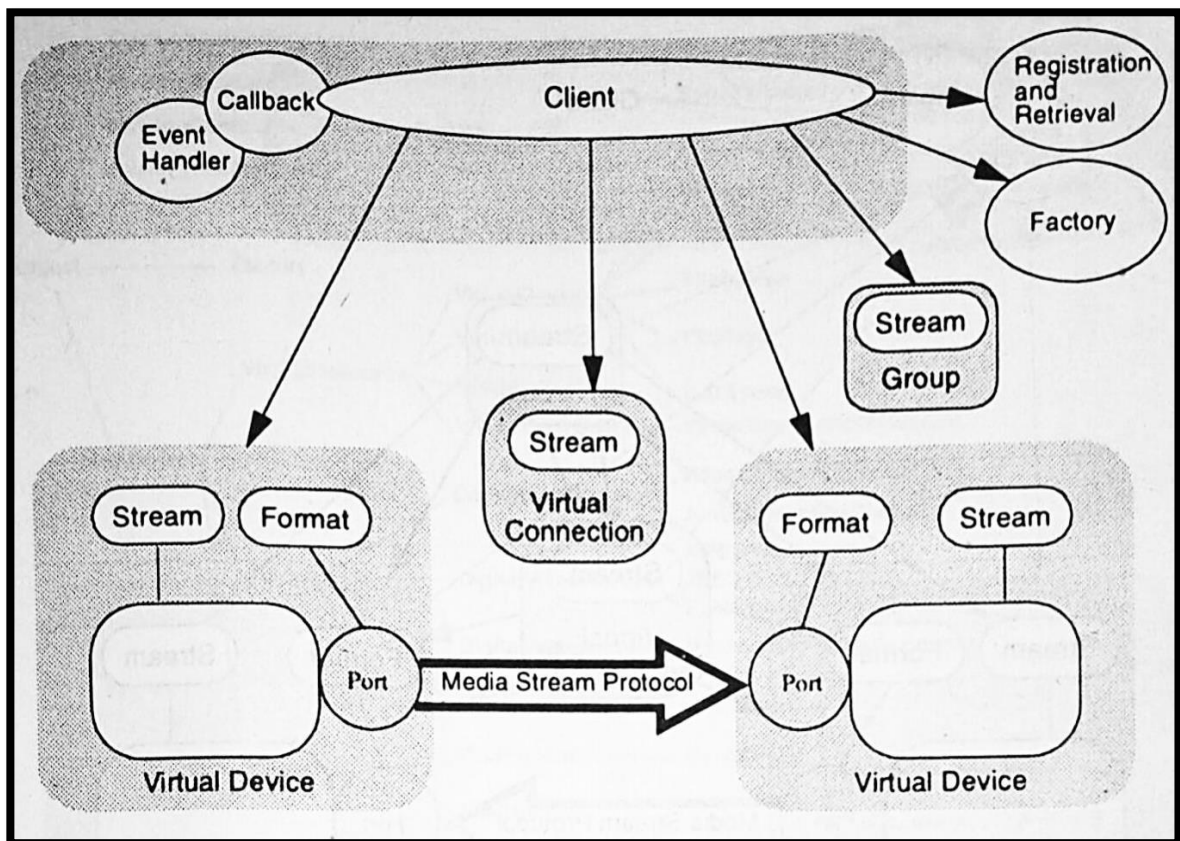 Registration
and
Retrieval
Callback
Client
Event
Handler
Factory
Stream
Group
Stream
Virtual
Connection
Stream
Format
Format
Stream
Port
Media Stream Protocol
Port
Virtual Device
Virtual Device